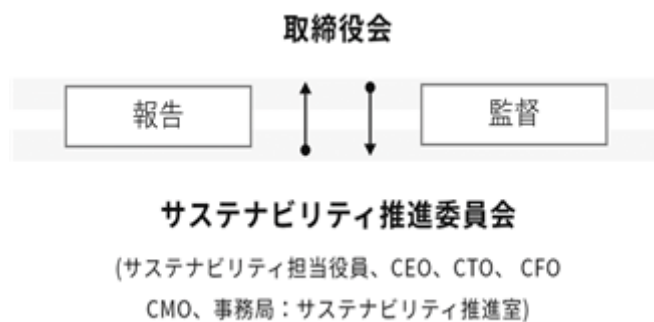 取締役会
報告
監督
サステナビリティ推進委員会
(サステナビリティ担当役員、CEO、CTO、 CFO
CMO、事務局：サステナビリティ推進室)